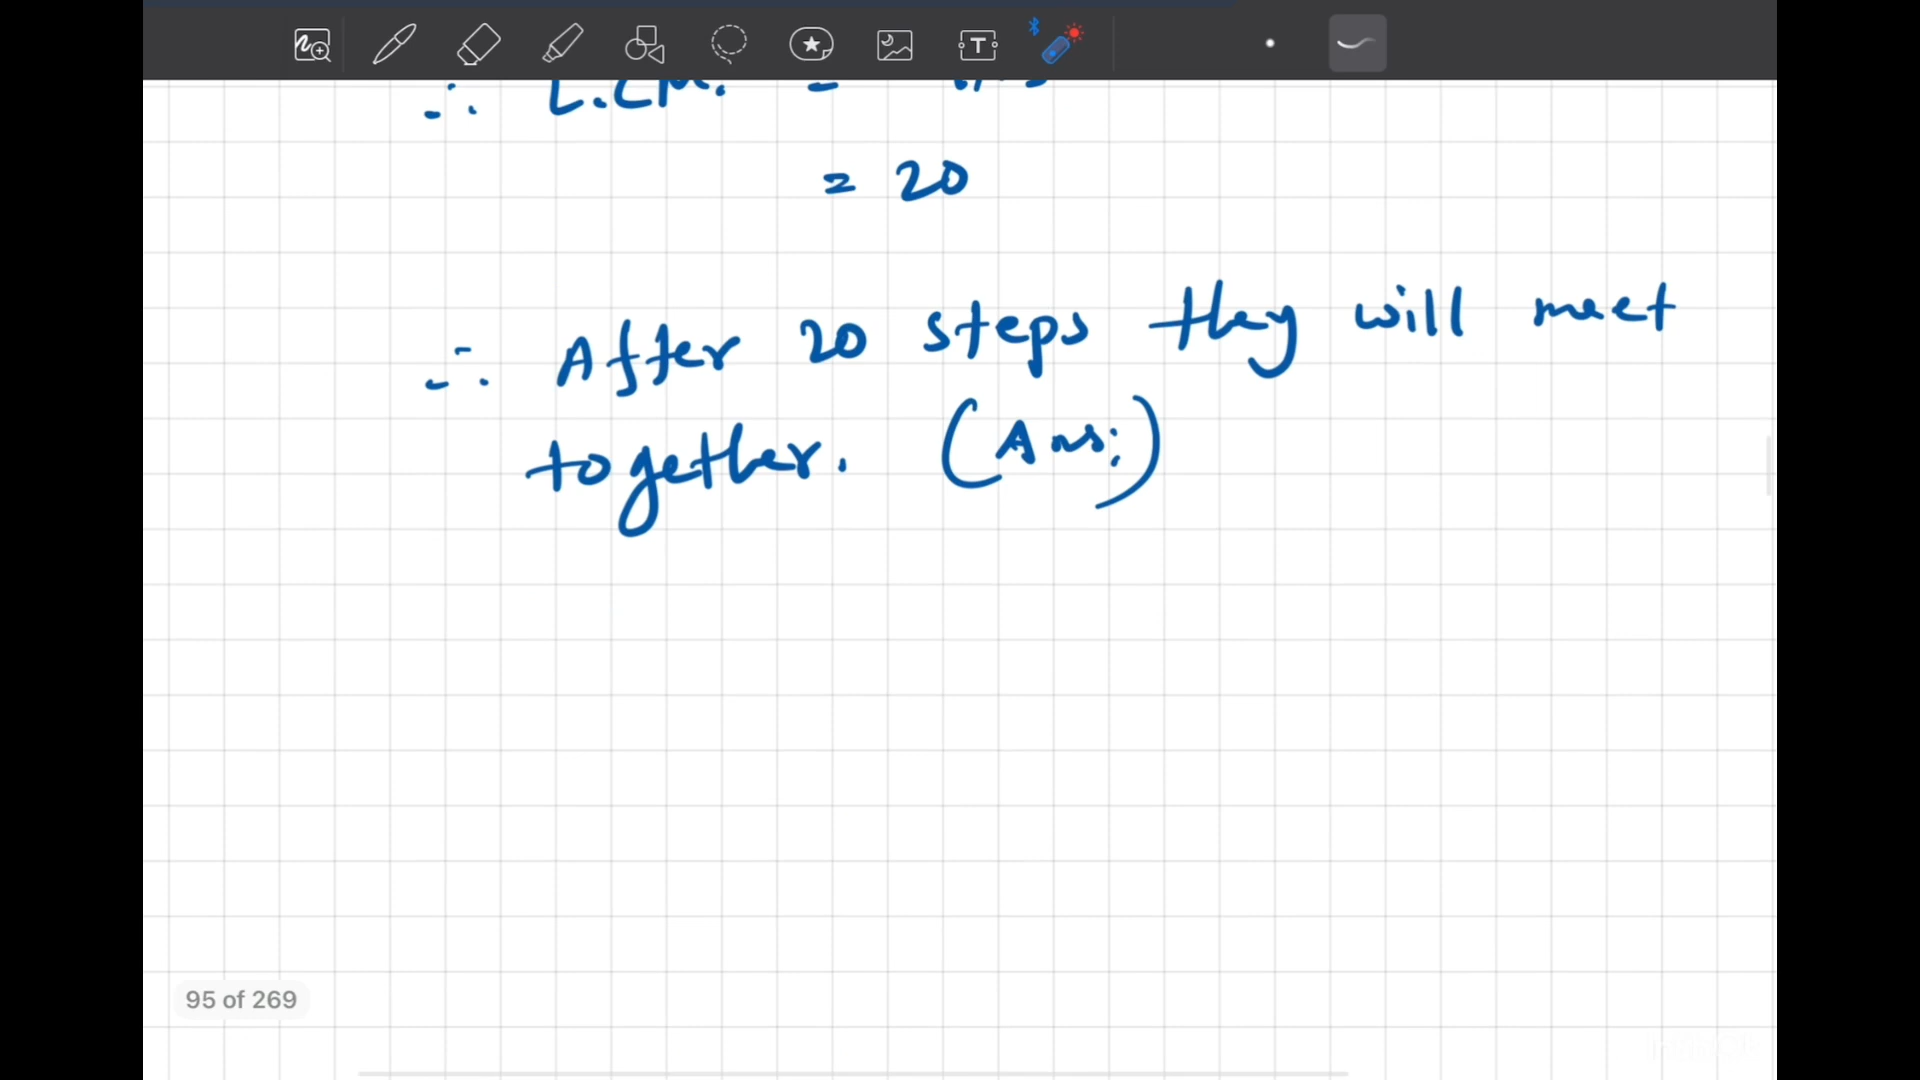 ∴ L.C.M. =
= 20
∴ After 20 steps they will meet
together. (Ans:)
95 of 269